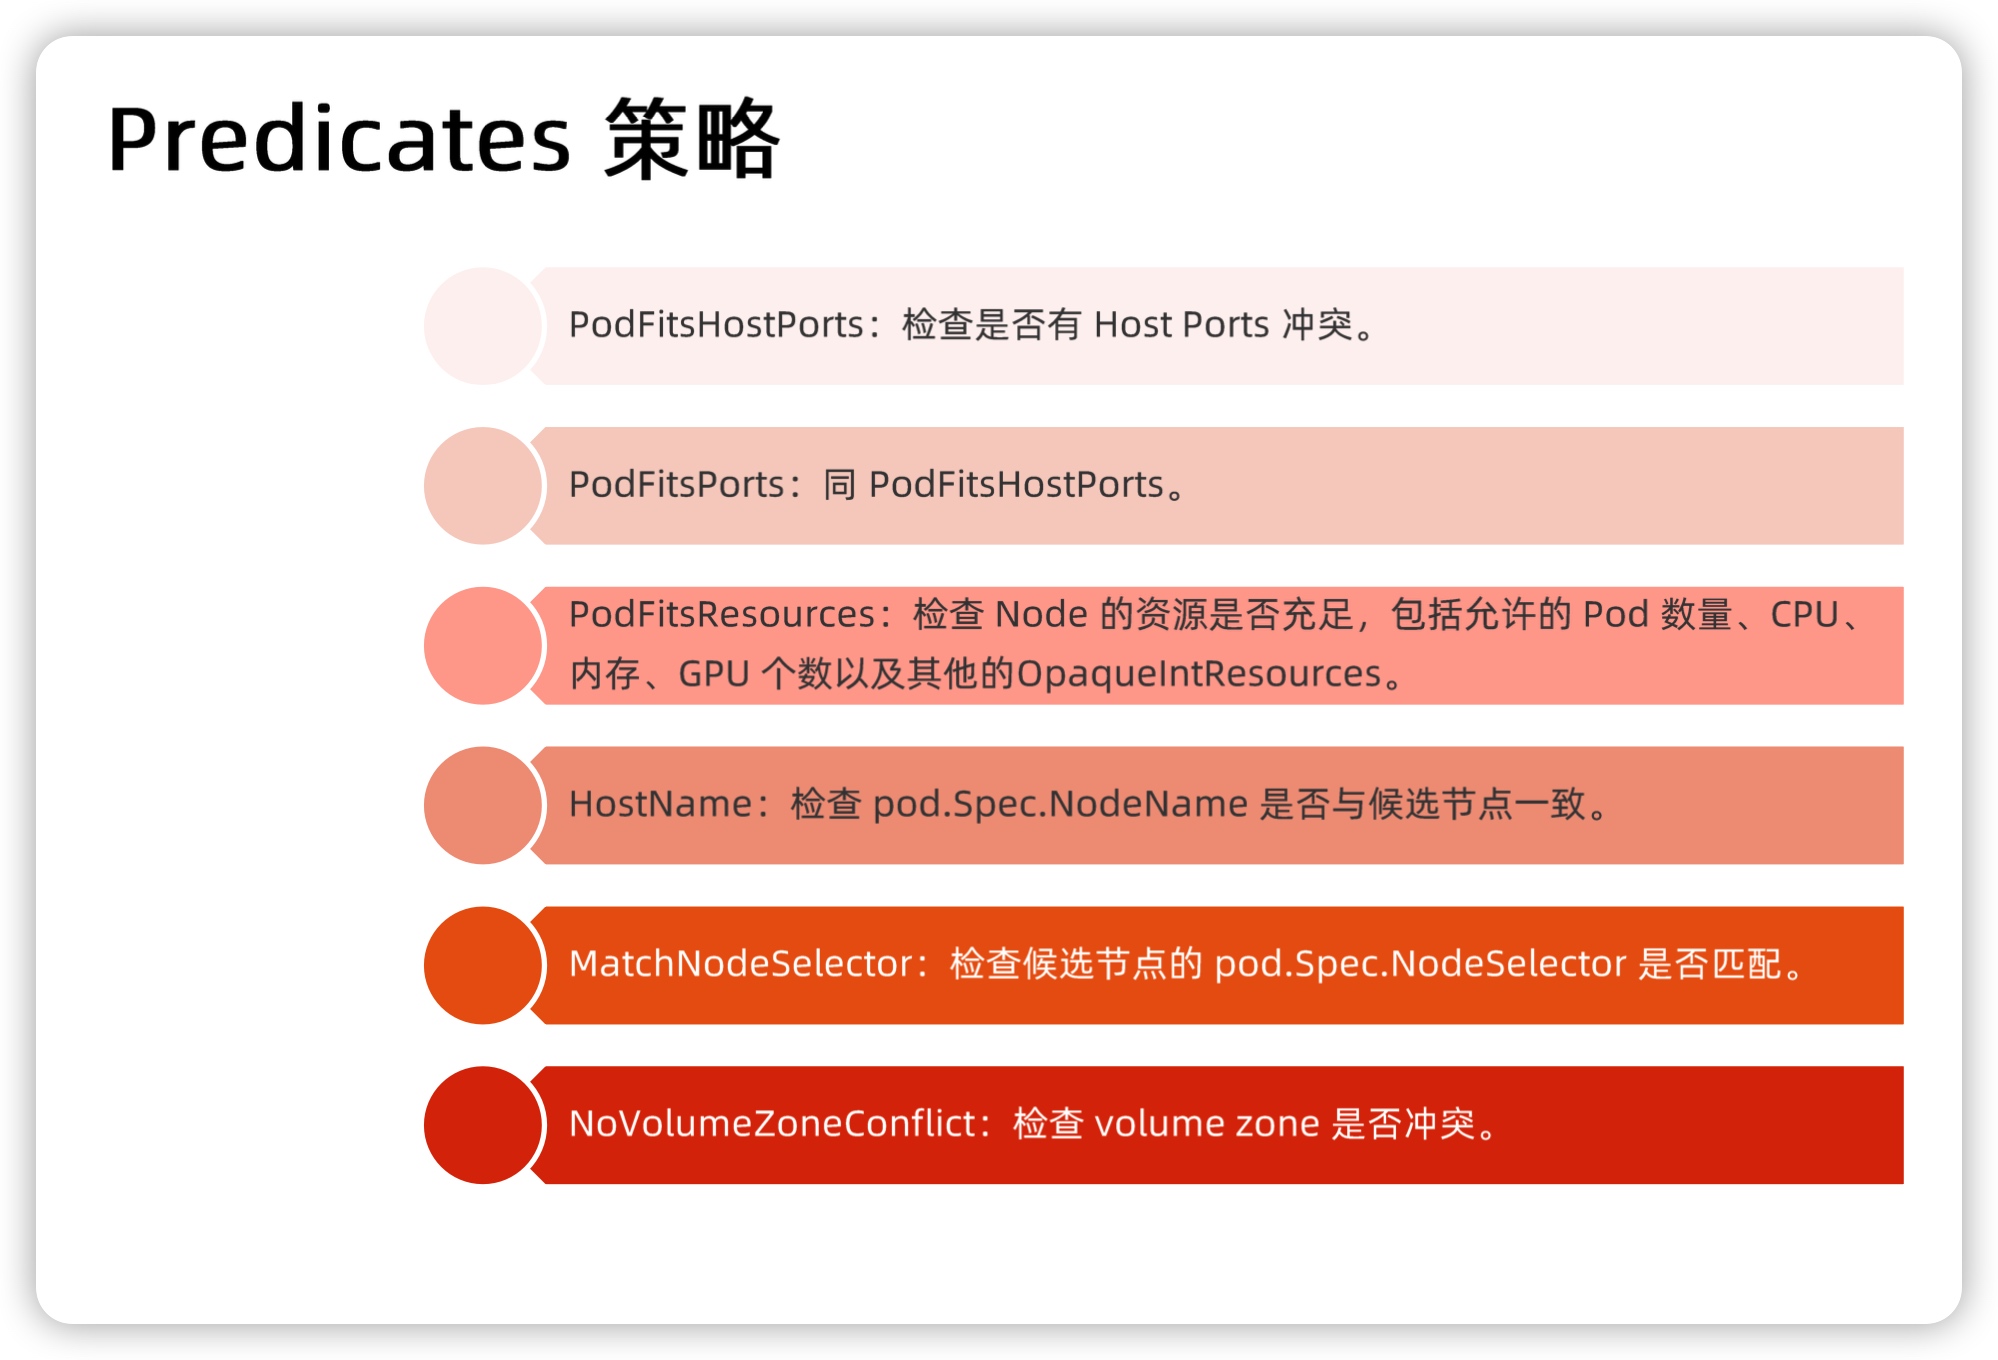 Predicates 策略
PodFitsHostPorts：检查是否有 Host Ports 冲突。
PodFitsPorts：同 PodFitsHostPorts。
PodFitsResources：检查 Node 的资源是否充足，包括允许的 Pod 数量、CPU、
内存、GPU 个数以及其他的OpaqueIntResources。
HostName：检查 pod.Spec.NodeName 是否与候选节点一致。
MatchNodeSelector：检查候选节点的 pod.Spec.NodeSelector 是否匹配。
NoVolumeZoneConflict：检查 volume zone 是否冲突。